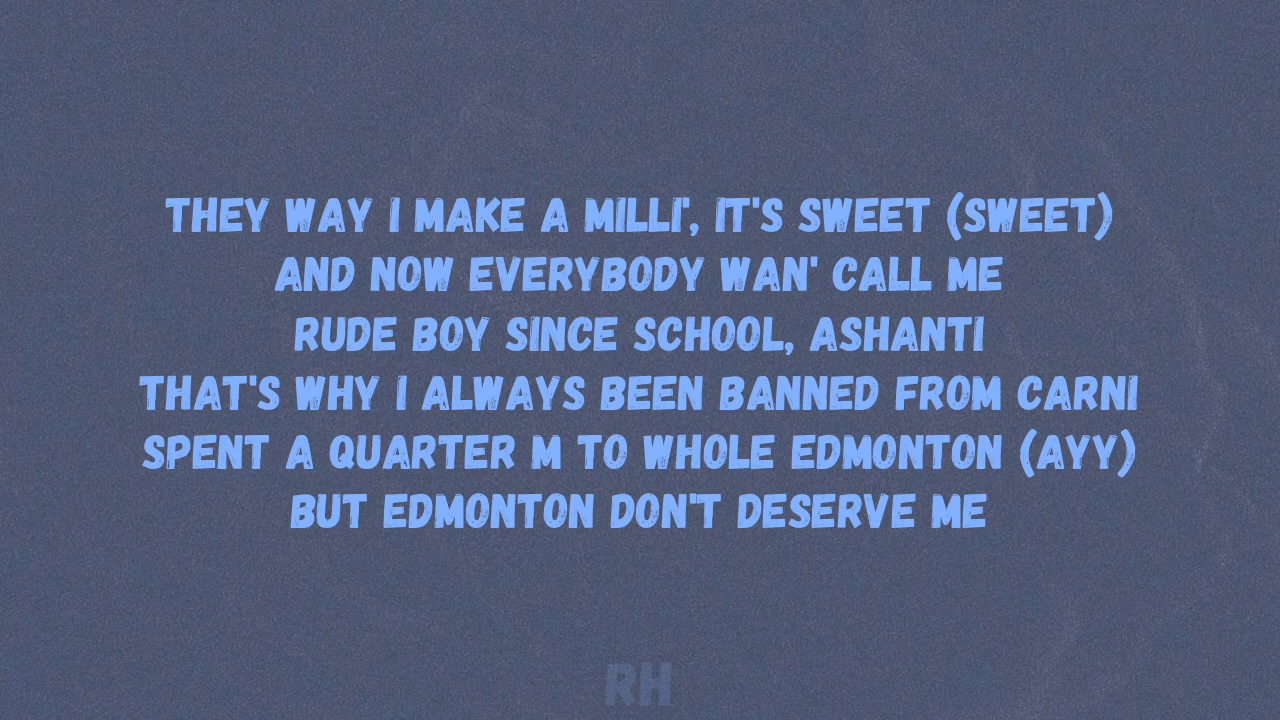 THEY WAY I MAKE A MILLI', IT'S SWEET (SWEET)
AND NOW EVERYBODY WAN' CALL ME
RUDE BOY SINCE SCHOOL, ASHANTI
THAT'S WHY I ALWAYS BEEN BANNED FROM CARNI
SPENT A QUARTER M TO WHOLE EDMONTON (AYY)
BUT EDMONTON DON'T DESERVE ME
RH